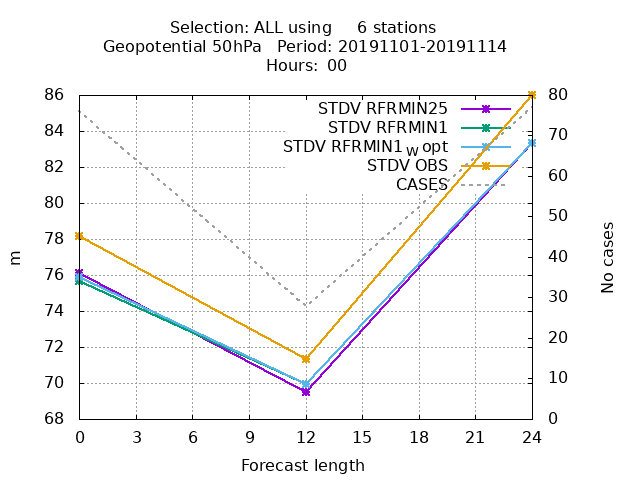 Selection: ALL using     6 stations
Geopotential 50hPa   Period: 20191101-20191114
Hours: 00
86 80
STDV RFRMIN25
84 70
STDV RFRMIN1
STDV RFRMIN1_W opt
82 60
STDV OBS
CASES
80 50
78 40
m
No cases
76 30
74 20
72
70 10
68 0
0 3 6 9 12 15 18 21 24
Forecast length